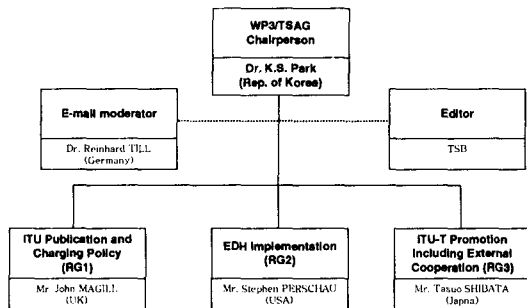 WP3/TSAG
Chairperson
Dr. K.S. Park
(Rep. of Korea)
E-mail moderator
Dr. Reinhard TILL
(Germany)
Editor
TSB
ITU Publication and
Charging Policy
(RG1)
Mr. John MAGILL
(UK)
EDH Implementation
(RG2)
Mr. Stephen PERSCHAU
(USA)
ITU-T Promotion
Including External
Cooperation (RG3)
Mr. Tasuo SHIBATA
(Japna)